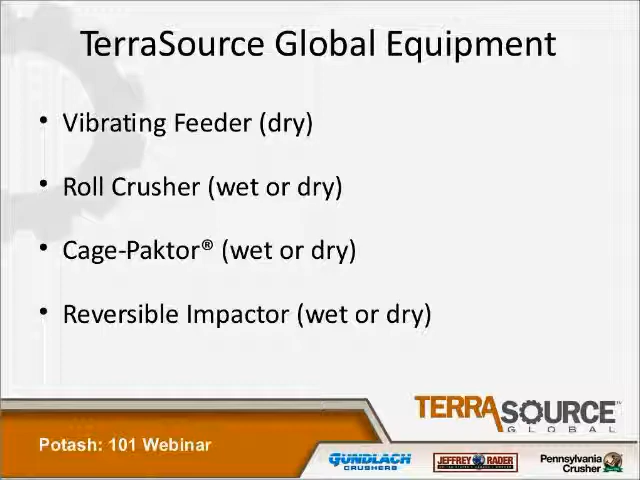 TerraSource Global Equipment
• Vibrating Feeder (dry)
• Roll Crusher (wet or dry)
• Cage-Paktor® (wet or dry)
• Reversible Impactor (wet or dry)
TERRASOURCE™
GLOBAL
Potash: 101 Webinar
GUNDLACH
CRUSHERS
JEFFREY RADER
Pennsylvania
Crusher